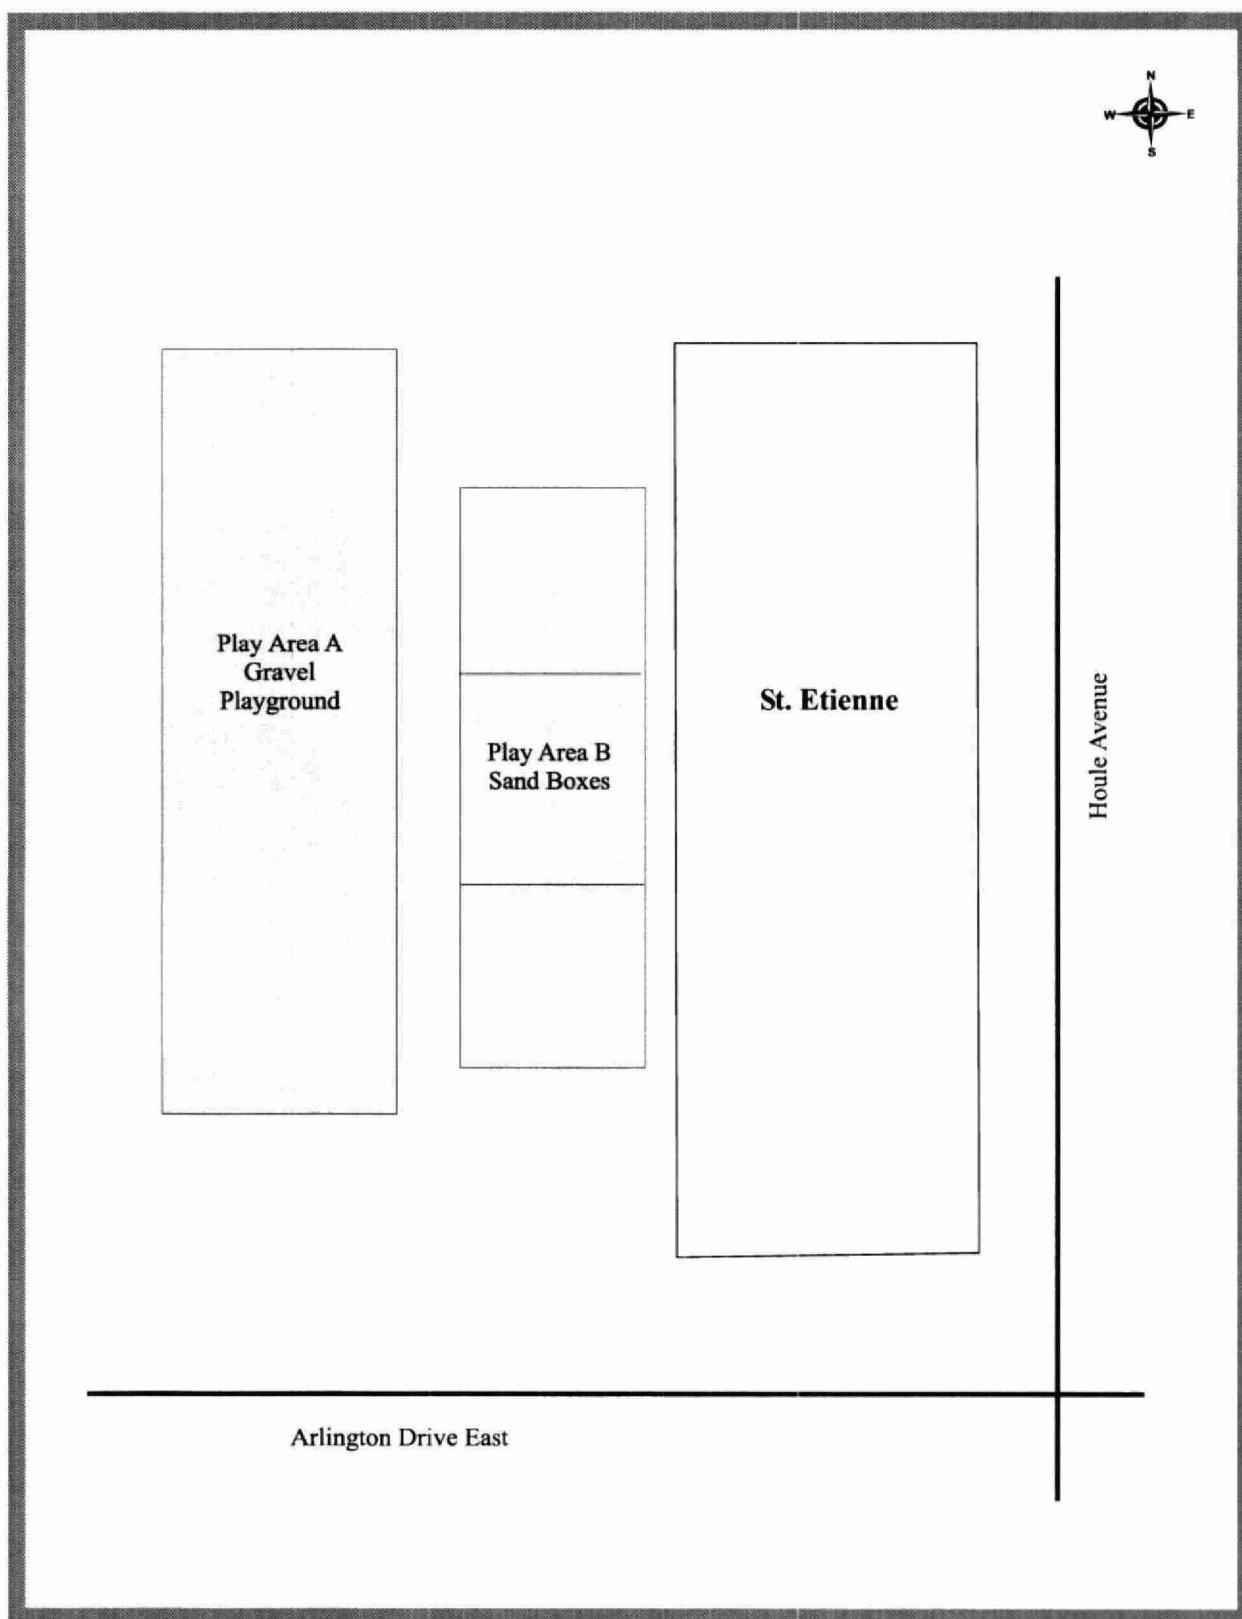 N
W E
S
Play Area A
Gravel
Playground
St. Etienne
Play Area B
Sand Boxes
Houle Avenue
Arlington Drive East